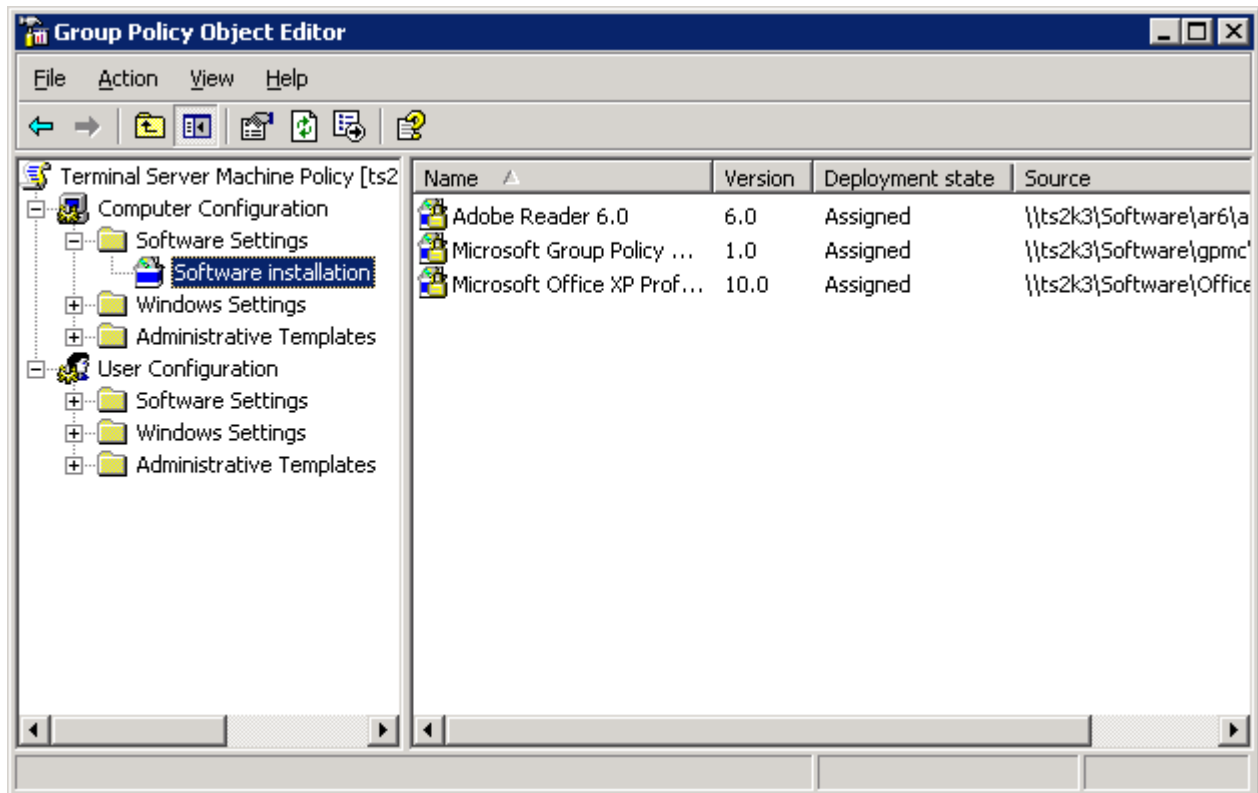 Group Policy Object Editor
File Action View Help
Terminal Server Machine Policy [ts2
Computer Configuration
Software Settings
Software installation
Windows Settings
Administrative Templates
User Configuration
Software Settings
Windows Settings
Administrative Templates
Name Version Deployment state Source
Adobe Reader 6.0 6.0 Assigned \\ts2k3\Software\ar6\a
Microsoft Group Policy ... 1.0 Assigned \\ts2k3\Software\gpmc\
Microsoft Office XP Prof... 10.0 Assigned \\ts2k3\Software\Office